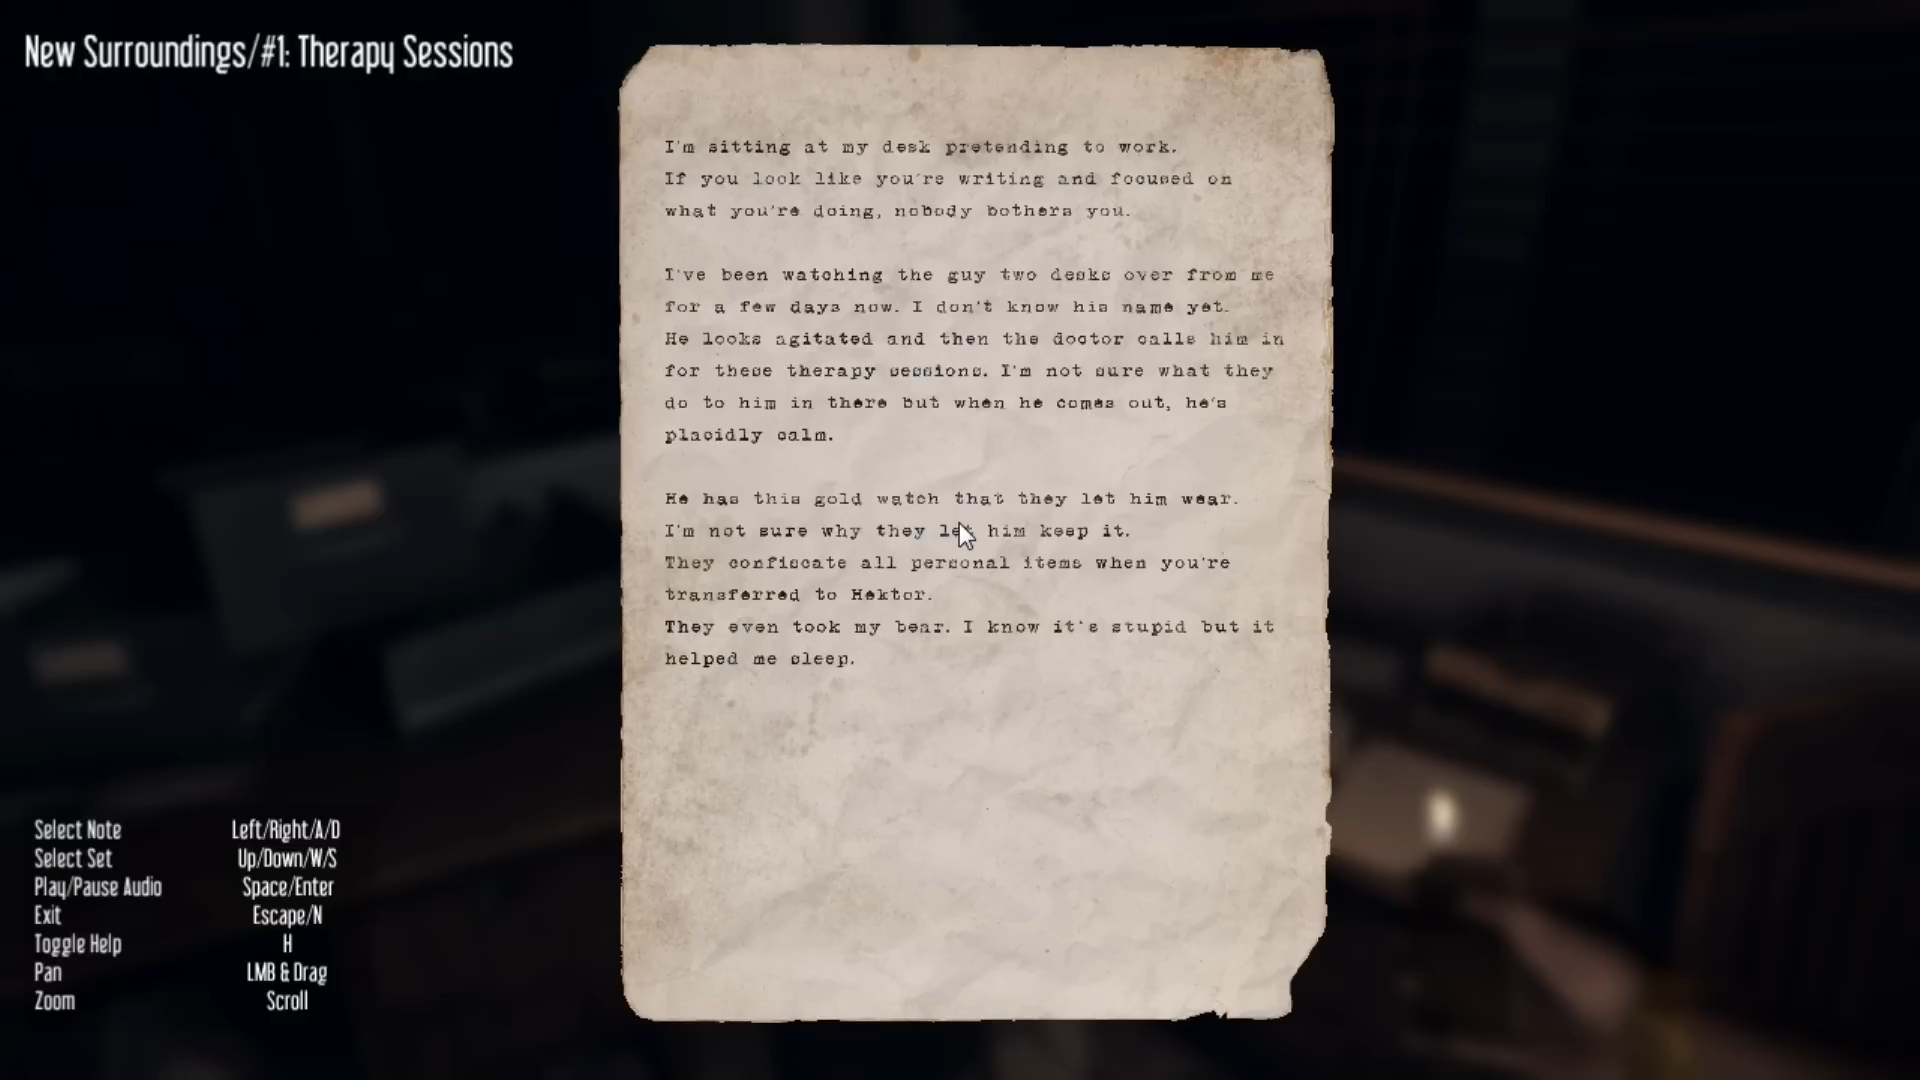 New Surroundings/#1: Therapy Sessions
I'm sitting at my desk pretending to work.
If you look like you're writing and focused on
what you're doing, nobody bothers you.
I've been watching the guy two desks over from me
for a few days now. I don't know his name yet.
He looks agitated and then the doctor calls him in
for these therapy sessions. I'm not sure what they
do to him in there but when he comes out, he's
placidly calm.
He has this gold watch that they let him wear.
I'm not sure why they let him keep it.
They confiscate all personal items when you're
transferred to Hektor.
They even took my bear. I know it's stupid but it
helped me sleep.
Select Note Left/Right/A/D
Select Set Up/Down/W/S
Play/Pause Audio Space/Enter
Exit Escape/N
Toggle Help H
Pan LMB & Drag
Zoom Scroll